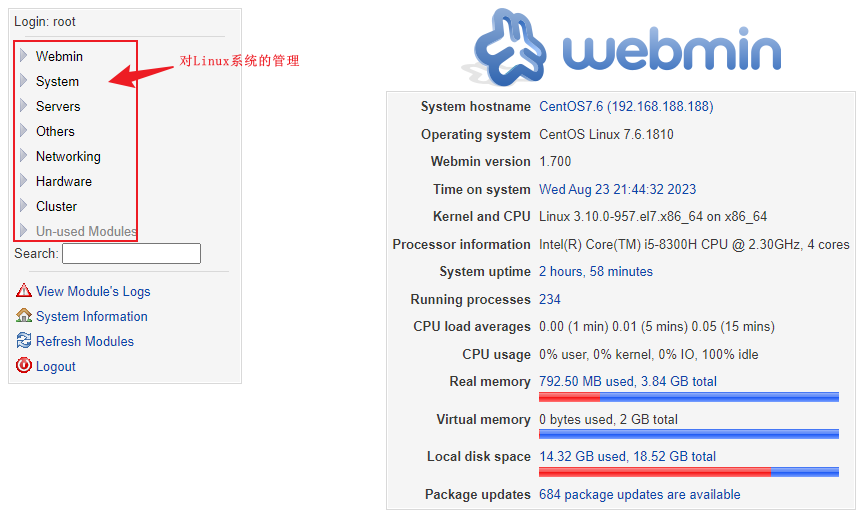 Login: root
Webmin
System
Servers
Others
Networking
Hardware
Cluster
Un-used Modules
Search:
View Module's Logs
System Information
Refresh Modules
Logout
对Linux系统的管理
webmin
System hostname CentOS7.6 (192.168.188.188)
Operating system CentOS Linux 7.6.1810
Webmin version 1.700
Time on system Wed Aug 23 21:44:32 2023
Kernel and CPU Linux 3.10.0-957.el7.x86_64 on x86_64
Processor information Intel(R) Core(TM) i5-8300H CPU @ 2.30GHz, 4 cores
System uptime 2 hours, 58 minutes
Running processes 234
CPU load averages 0.00 (1 min) 0.01 (5 mins) 0.05 (15 mins)
CPU usage 0% user, 0% kernel, 0% IO, 100% idle
Real memory 792.50 MB used, 3.84 GB total
Virtual memory 0 bytes used, 2 GB total
Local disk space 14.32 GB used, 18.52 GB total
Package updates 684 package updates are available